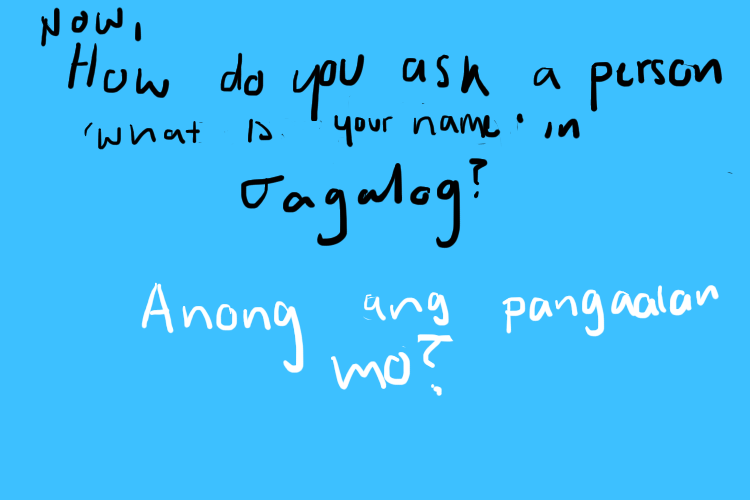 Now,
How do you ask a person
'what is your name' in
Tagalog?
Anong ang pangaalan
mo?